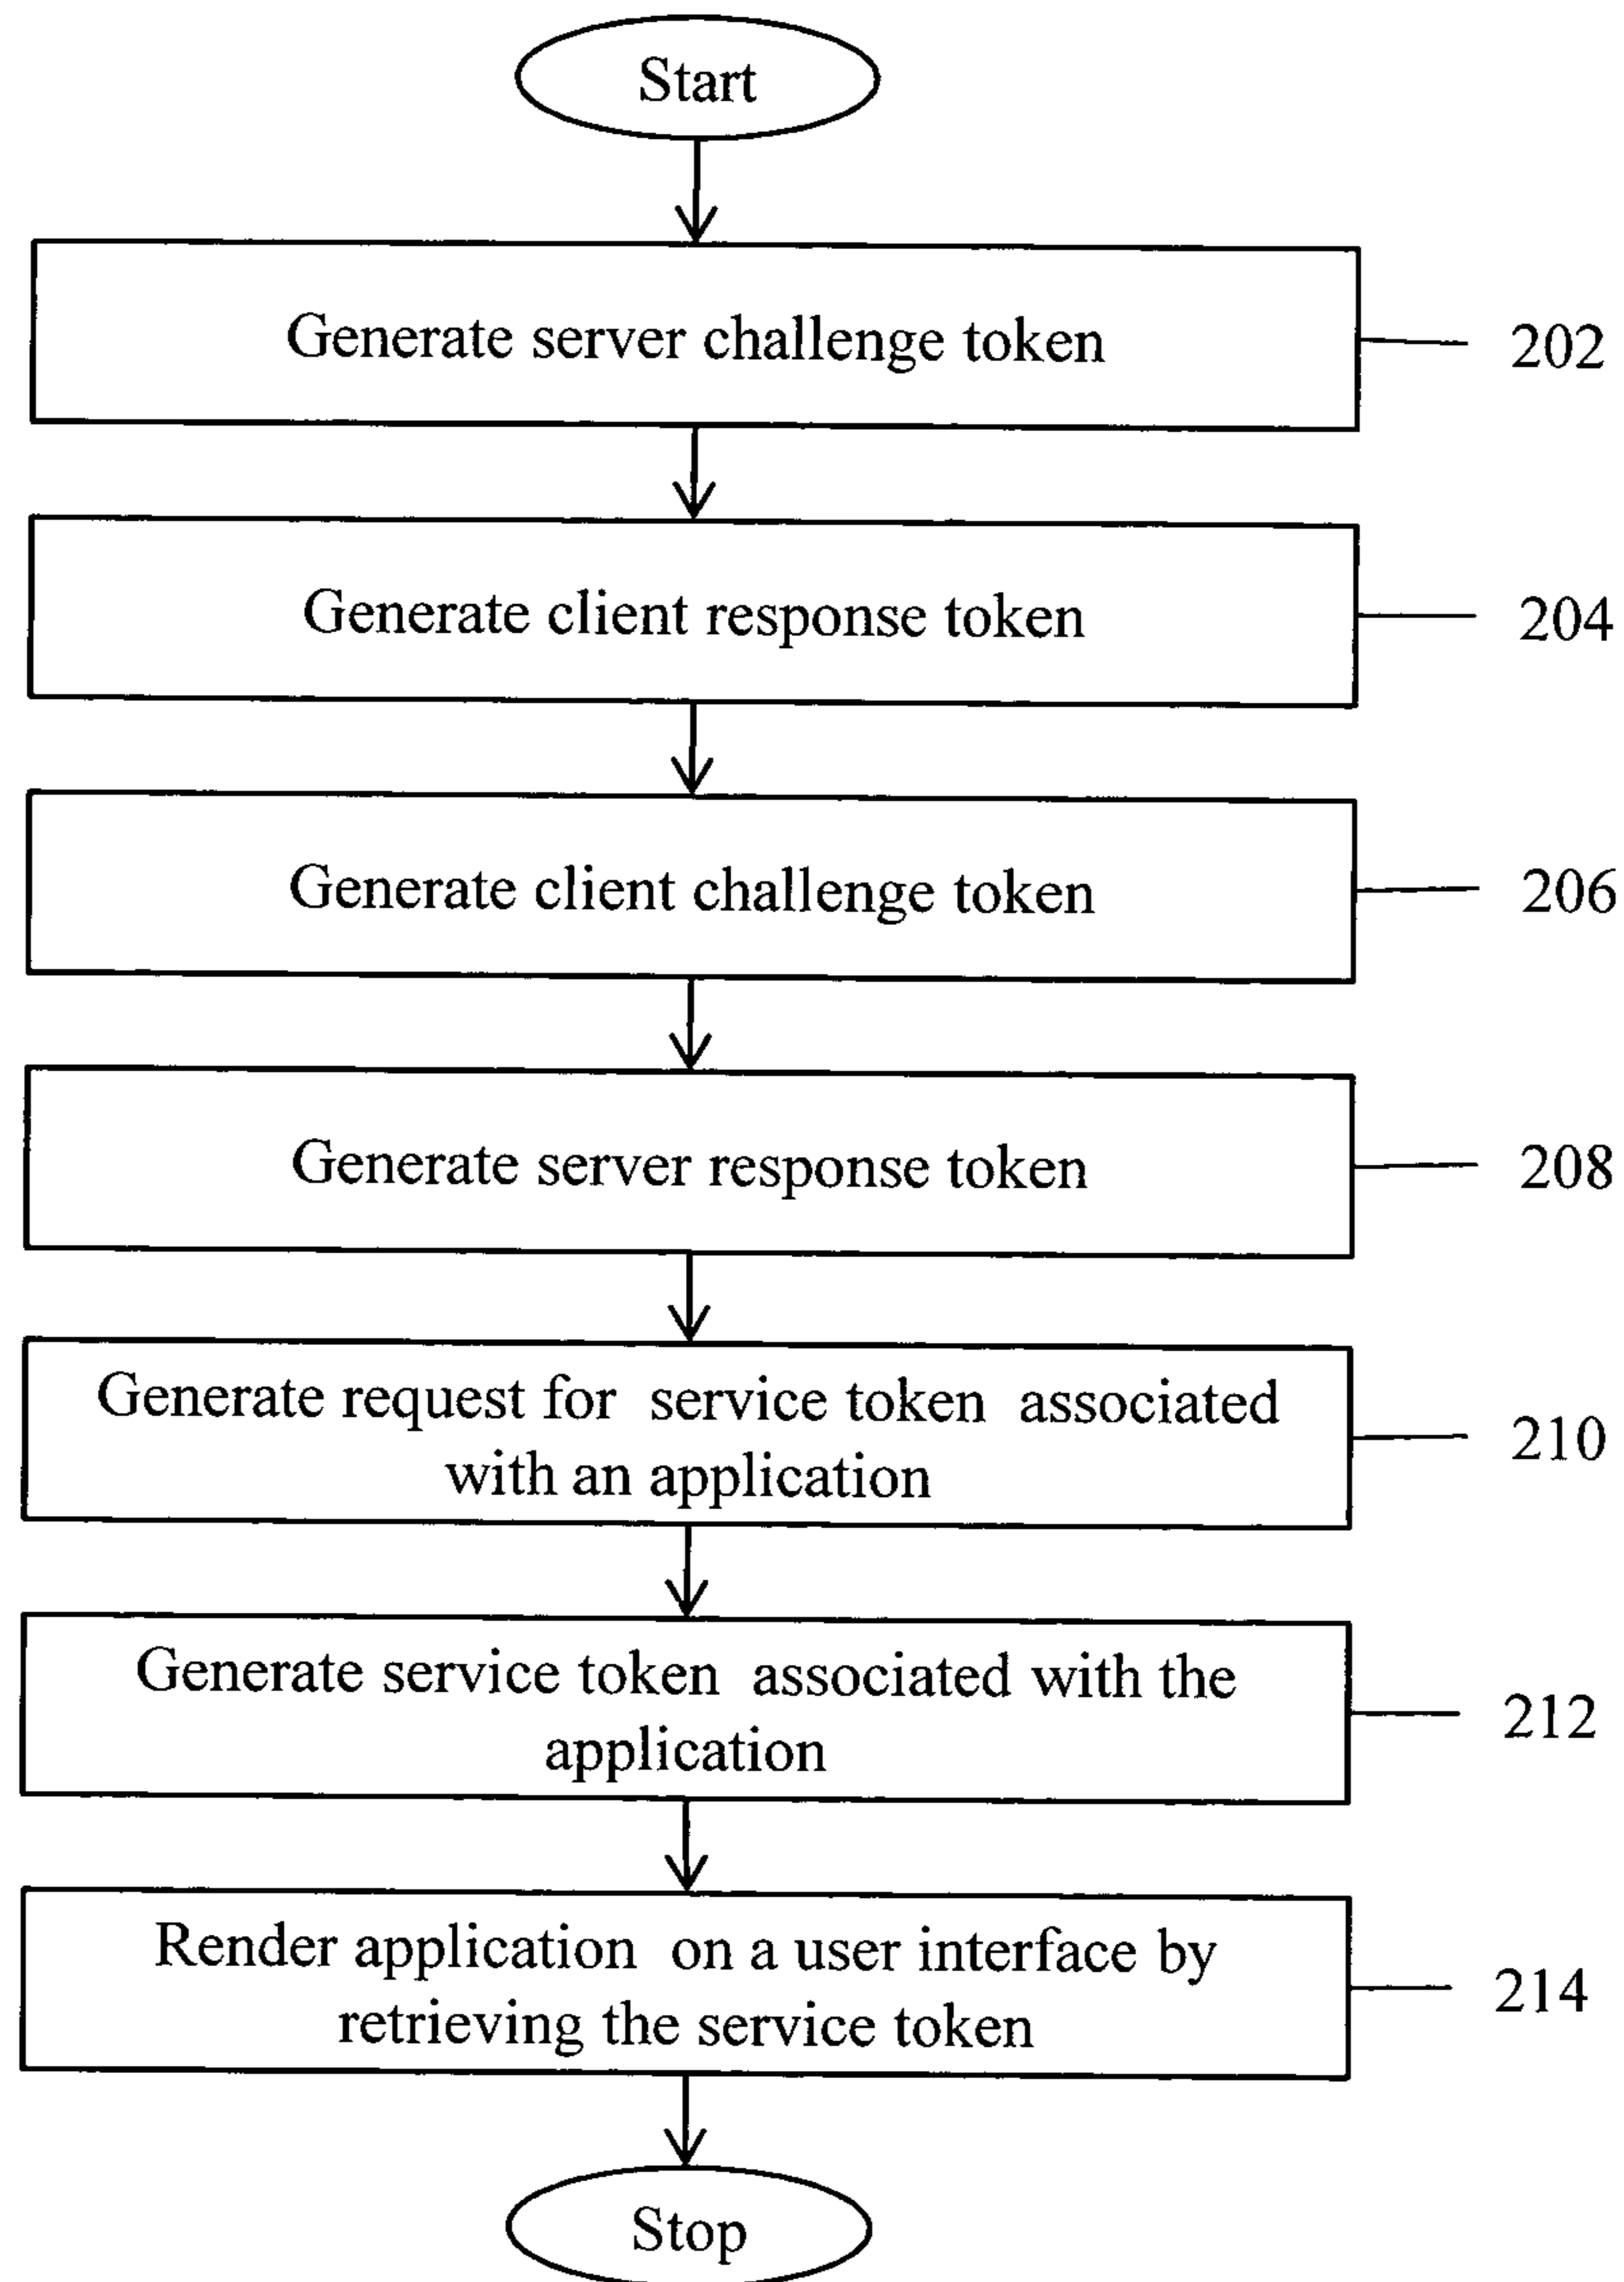 Start
Generate server challenge token
202
Generate client response token
204
Generate client challenge token
206
Generate server response token
208
Generate request for service token associated
with an application
210
Generate service token associated with the
application
212
Render application on a user interface by
retrieving the service token
214
Stop